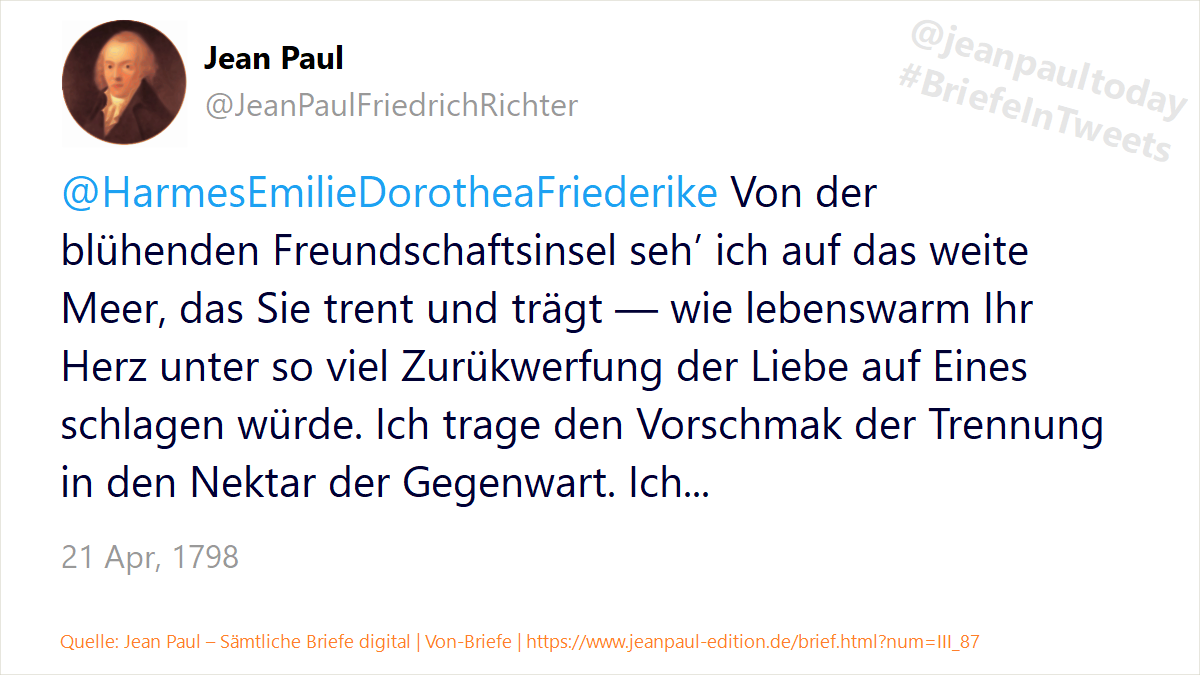 Jean Paul
@JeanPaulFriedrichRichter
@jeanpaultoday
#BriefeInTweets
@HarmesEmilieDorotheaFriederike Von der
blühenden Freundschaftsinsel seh’ ich auf das weite
Meer, das Sie trent und trägt — wie lebenswarm Ihr
Herz unter so viel Zurükwerfung der Liebe auf Eines
schlagen würde. Ich trage den Vorschmak der Trennung
in den Nektar der Gegenwart. Ich...
21 Apr, 1798
Quelle: Jean Paul – Sämtliche Briefe digital | Von-Briefe | https://www.jeanpaul-edition.de/brief.html?num=III_87